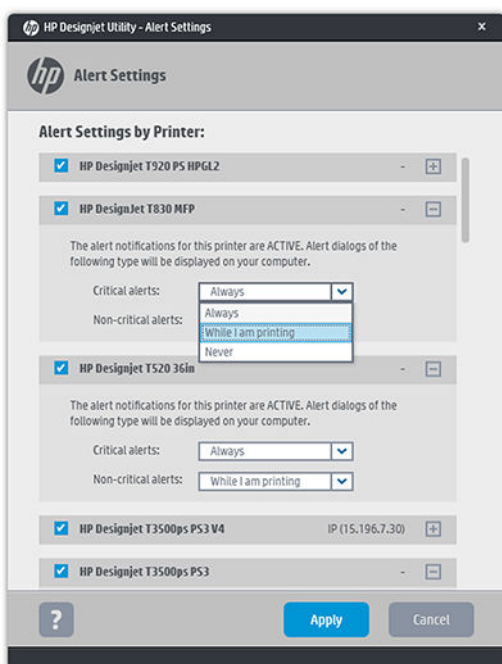 HP Designjet Utility - Alert Settings x
hp Alert Settings
Alert Settings by Printer:
HP Designjet T920 PS HPGL2 - +
HP DesignJet T830 MFP - −
The alert notifications for this printer are ACTIVE. Alert dialogs of the
following type will be displayed on your computer.
Critical alerts: Always
Non-critical alerts: Always
While I am printing
Never
HP Designjet T520 36in - −
The alert notifications for this printer are ACTIVE. Alert dialogs of the
following type will be displayed on your computer.
Critical alerts: Always
Non-critical alerts: While I am printing
HP Designjet T3500ps PS3 V4 IP (15.196.7.30) +
HP Designjet T3500ps PS3 - −
? Apply Cancel